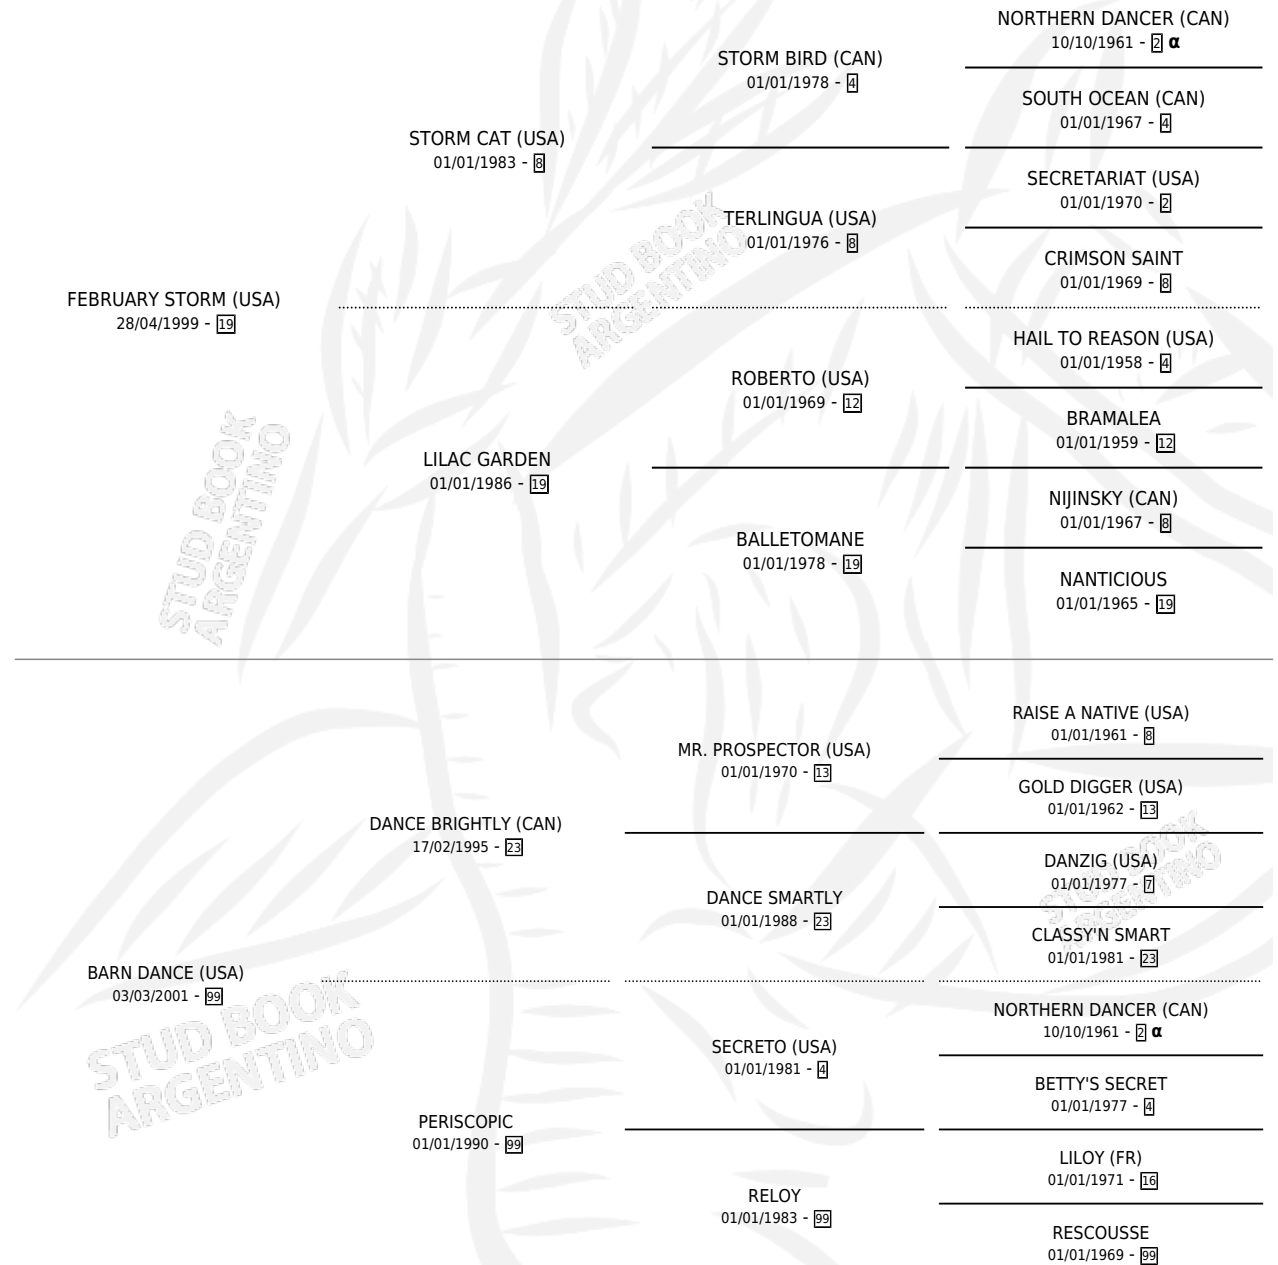 NORTHERN DANCER (CAN)
10/10/1961 - 2 α
STORM BIRD (CAN)
01/01/1978 - 4
SOUTH OCEAN (CAN)
01/01/1967 - 4
STORM CAT (USA)
01/01/1983 - 8
SECRETARIAT (USA)
01/01/1970 - 2
TERLINGUA (USA)
01/01/1976 - 8
CRIMSON SAINT
01/01/1969 - 8
FEBRUARY STORM (USA)
28/04/1999 - 19
HAIL TO REASON (USA)
01/01/1958 - 4
ROBERTO (USA)
01/01/1969 - 12
BRAMALEA
01/01/1959 - 12
LILAC GARDEN
01/01/1986 - 19
NIJINSKY (CAN)
01/01/1967 - 8
BALLETOMANE
01/01/1978 - 19
NANTICIOUS
01/01/1965 - 19
RAISE A NATIVE (USA)
01/01/1961 - 8
MR. PROSPECTOR (USA)
01/01/1970 - 13
GOLD DIGGER (USA)
01/01/1962 - 13
DANCE BRIGHTLY (CAN)
17/02/1995 - 23
DANZIG (USA)
01/01/1977 - 7
DANCE SMARTLY
01/01/1988 - 23
CLASSY'N SMART
01/01/1981 - 23
BARN DANCE (USA)
03/03/2001 - 99
NORTHERN DANCER (CAN)
10/10/1961 - 2 α
SECRETO (USA)
01/01/1981 - 4
BETTY'S SECRET
01/01/1977 - 4
PERISCOPIC
01/01/1990 - 99
LILOY (FR)
01/01/1971 - 16
RELOY
01/01/1983 - 99
RESCOUSSE
01/01/1969 - 99
STUD BOOK
ARGENTINO
STUD BOOK
ARGENTINO
STUD BOOK
ARGENTINO
STUD BOOK
ARGENTINO